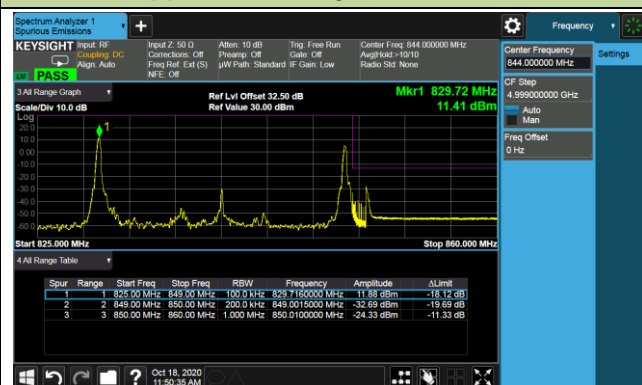 Spectrum Analyzer 1
Spurious Emissions
Frequency
KEYSIGHT Input: RF Input Z: 50 Ω Atten: 10 dB Trig: Free Run Center Freq: 844.000000 MHz
Coupling: DC Corrections: Off Preamp: Off Gate: Off Avg|Hold:>10/10
Align: Auto Freq Ref: Ext (S) µW Path: Standard IF Gain: Low Radio Std: None
NFE: Off
PASS
Center Frequency
844.000000 MHz
Settings
CF Step
4.999000000 GHz
Auto
Man
Freq Offset
0 Hz
3 All Range Graph
Ref Lvl Offset 32.50 dB Mkr1 829.72 MHz
Scale/Div 10.0 dB Ref Value 30.00 dBm 11.41 dBm
Log
20.0
10.0
0.00
-10.0
-20.0
-30.0
-40.0
-50.0
-60.0
1
Start 825.000 MHz Stop 860.000 MHz
4 All Range Table
Spur Range Start Freq Stop Freq RBW Frequency Amplitude ΔLimit
1 1 825.00 MHz 849.00 MHz 100.0 kHz 829.7160000 MHz 11.88 dBm -18.12 dB
2 2 849.00 MHz 850.00 MHz 200.0 kHz 849.0015000 MHz -32.69 dBm -19.69 dB
3 3 850.00 MHz 860.00 MHz 1.000 MHz 850.0100000 MHz -24.33 dBm -11.33 dB
Oct 18, 2020
11:50:35 AM